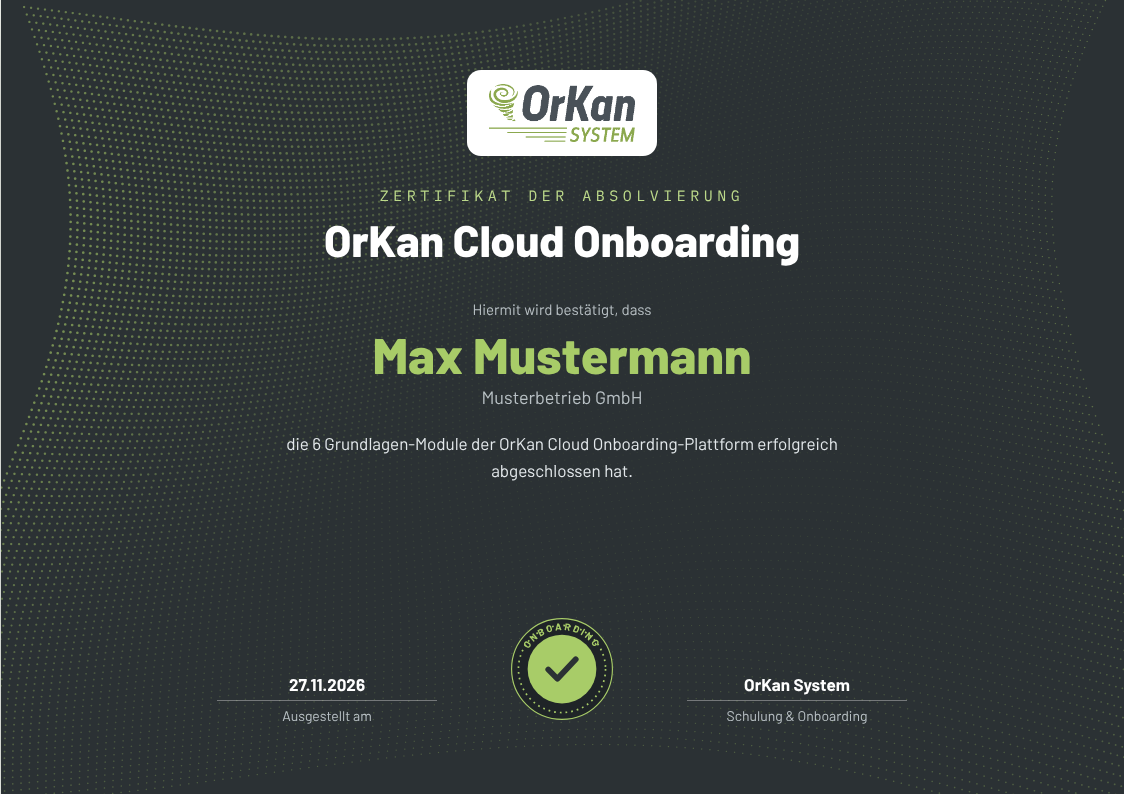 OrKan
SYSTEM
ZERTIFIKAT DER ABSOLVIERUNG
OrKan Cloud Onboarding
Hiermit wird bestätigt, dass
Max Mustermann
Musterbetrieb GmbH
die 6 Grundlagen-Module der OrKan Cloud Onboarding-Plattform erfolgreich
abgeschlossen hat.
ONBOARDING
27.11.2026
Ausgestellt am
OrKan System
Schulung & Onboarding